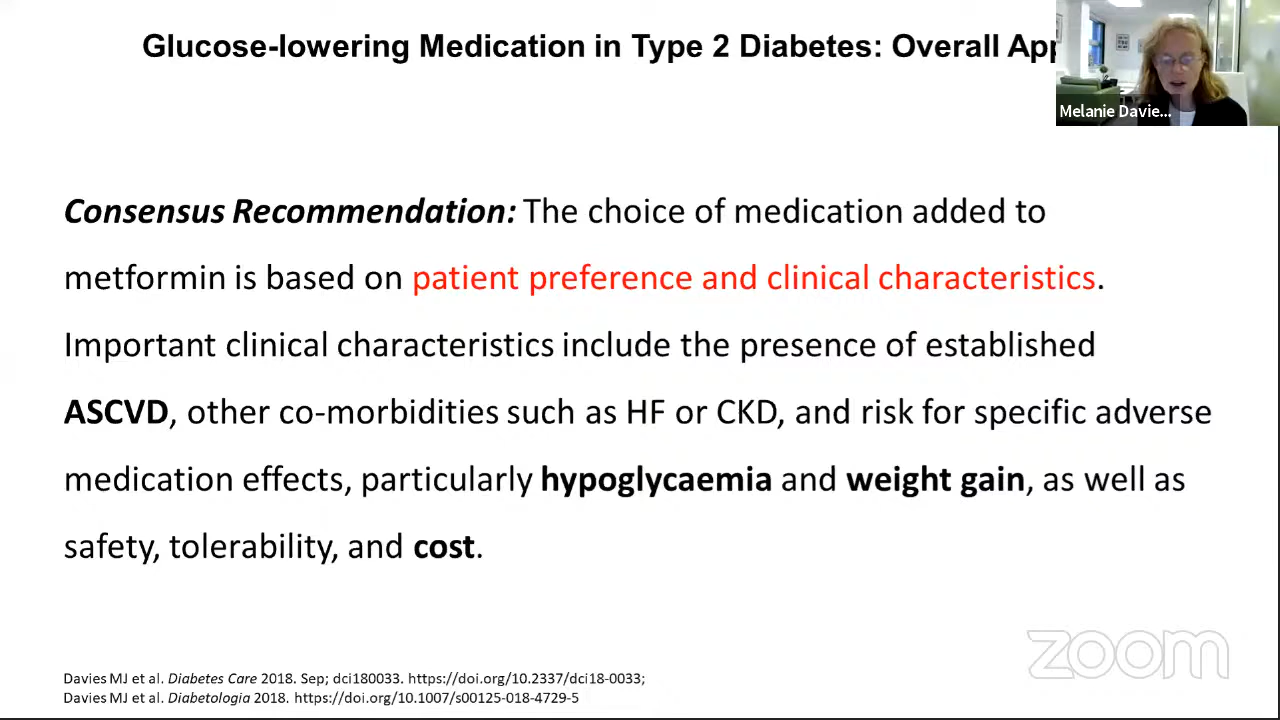 Glucose-lowering Medication in Type 2 Diabetes: Overall
Melanie Davie...
Consensus Recommendation: The choice of medication added to
metformin is based on patient preference and clinical characteristics.
Important clinical characteristics include the presence of established
ASCVD, other co-morbidities such as HF or CKD, and risk for specific adverse
medication effects, particularly hypoglycaemia and weight gain, as well as
safety, tolerability, and cost.
zoom
Davies MJ et al. Diabetes Care 2018. Sep; dci180033. https://doi.org/10.2337/dci18-0033;
Davies MJ et al. Diabetologia 2018. https://doi.org/10.1007/s00125-018-4729-5